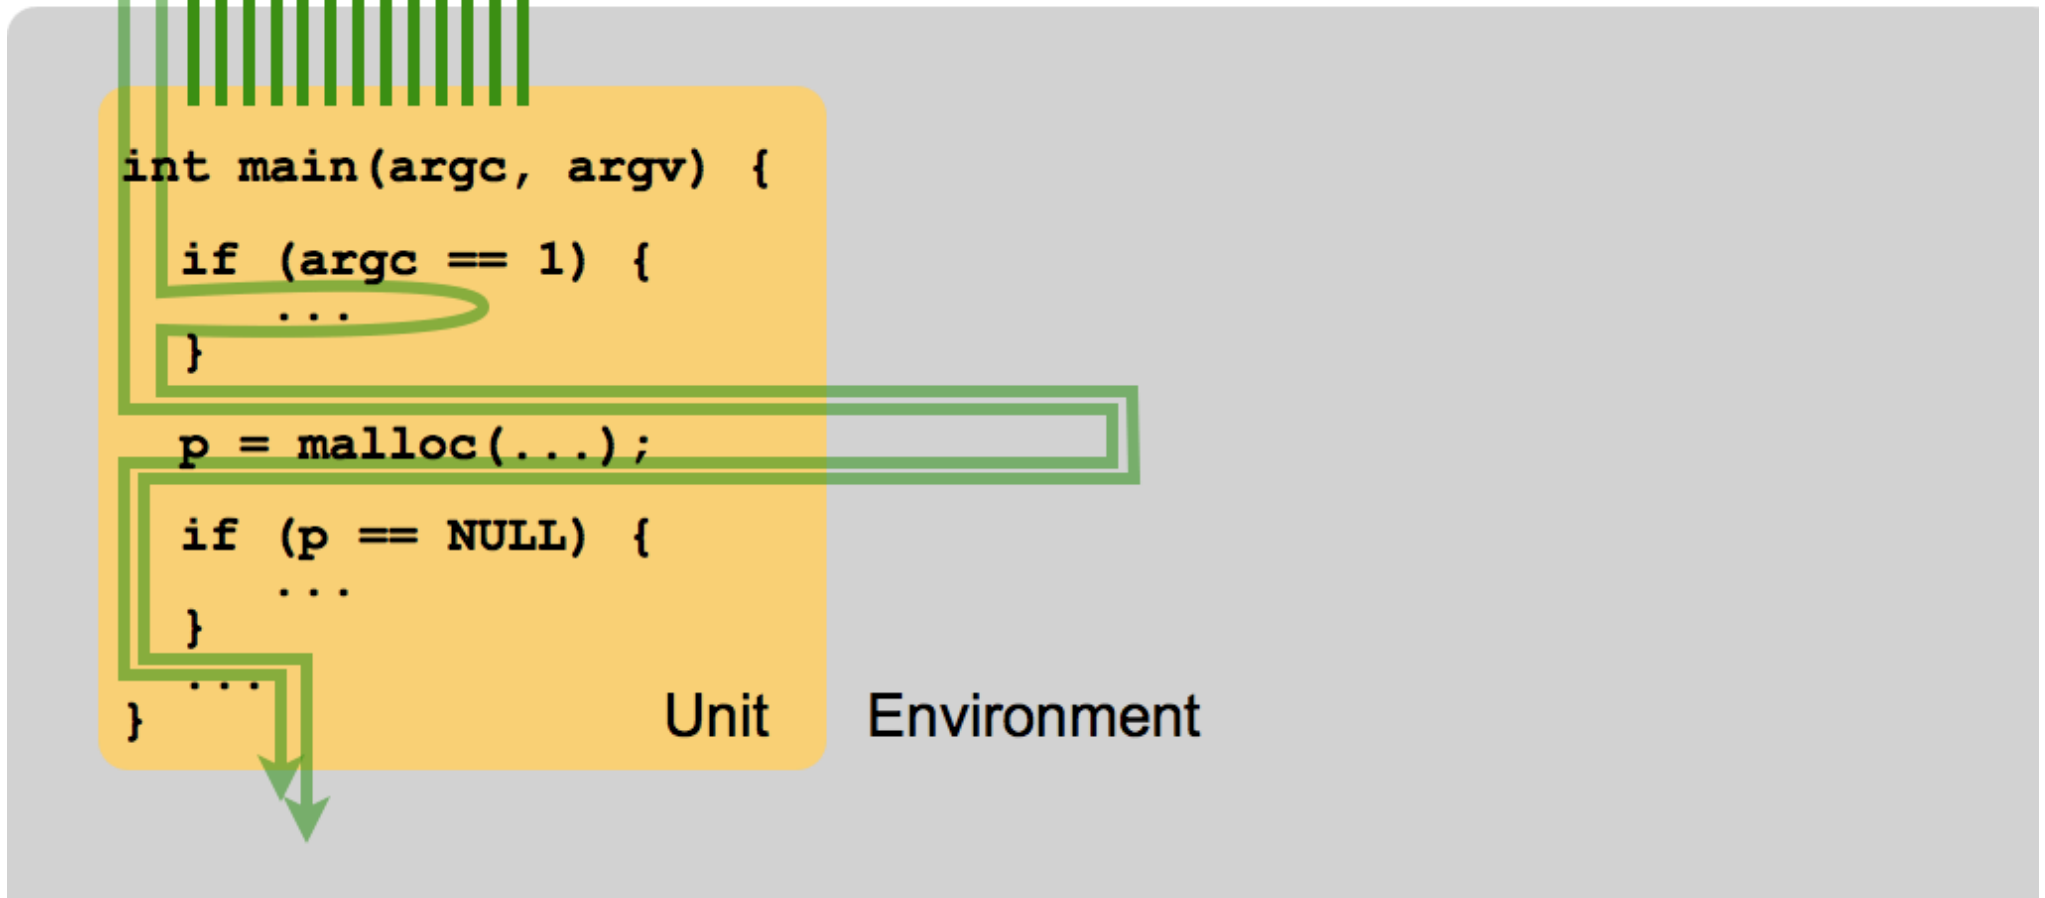 int main(argc, argv) {
if (argc == 1) {
...
}
p = malloc(...);
if (p == NULL) {
...
}
...
}
Unit
Environment